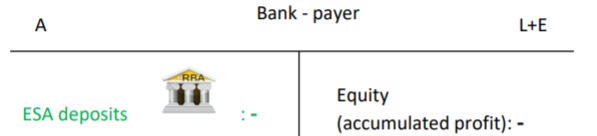 Bank - payer
A
L+E
RBA
ESA deposits : -
Equity
(accumulated profit): -